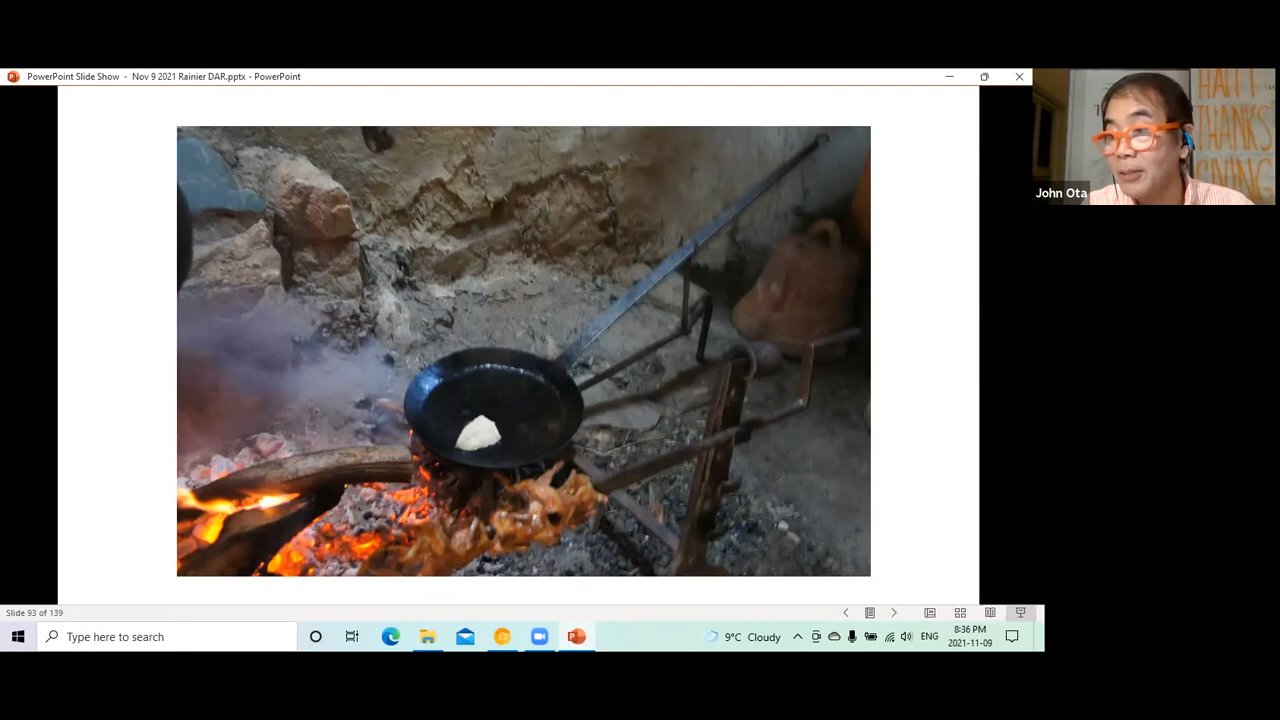 PowerPoint Slide Show - Nov 9 2021 Rainier DAR.pptx - PowerPoint
THANKS
John Ota
Slide 93 of 139
Type here to search
9°C Cloudy
ENG
8:36 PM
2021-11-09